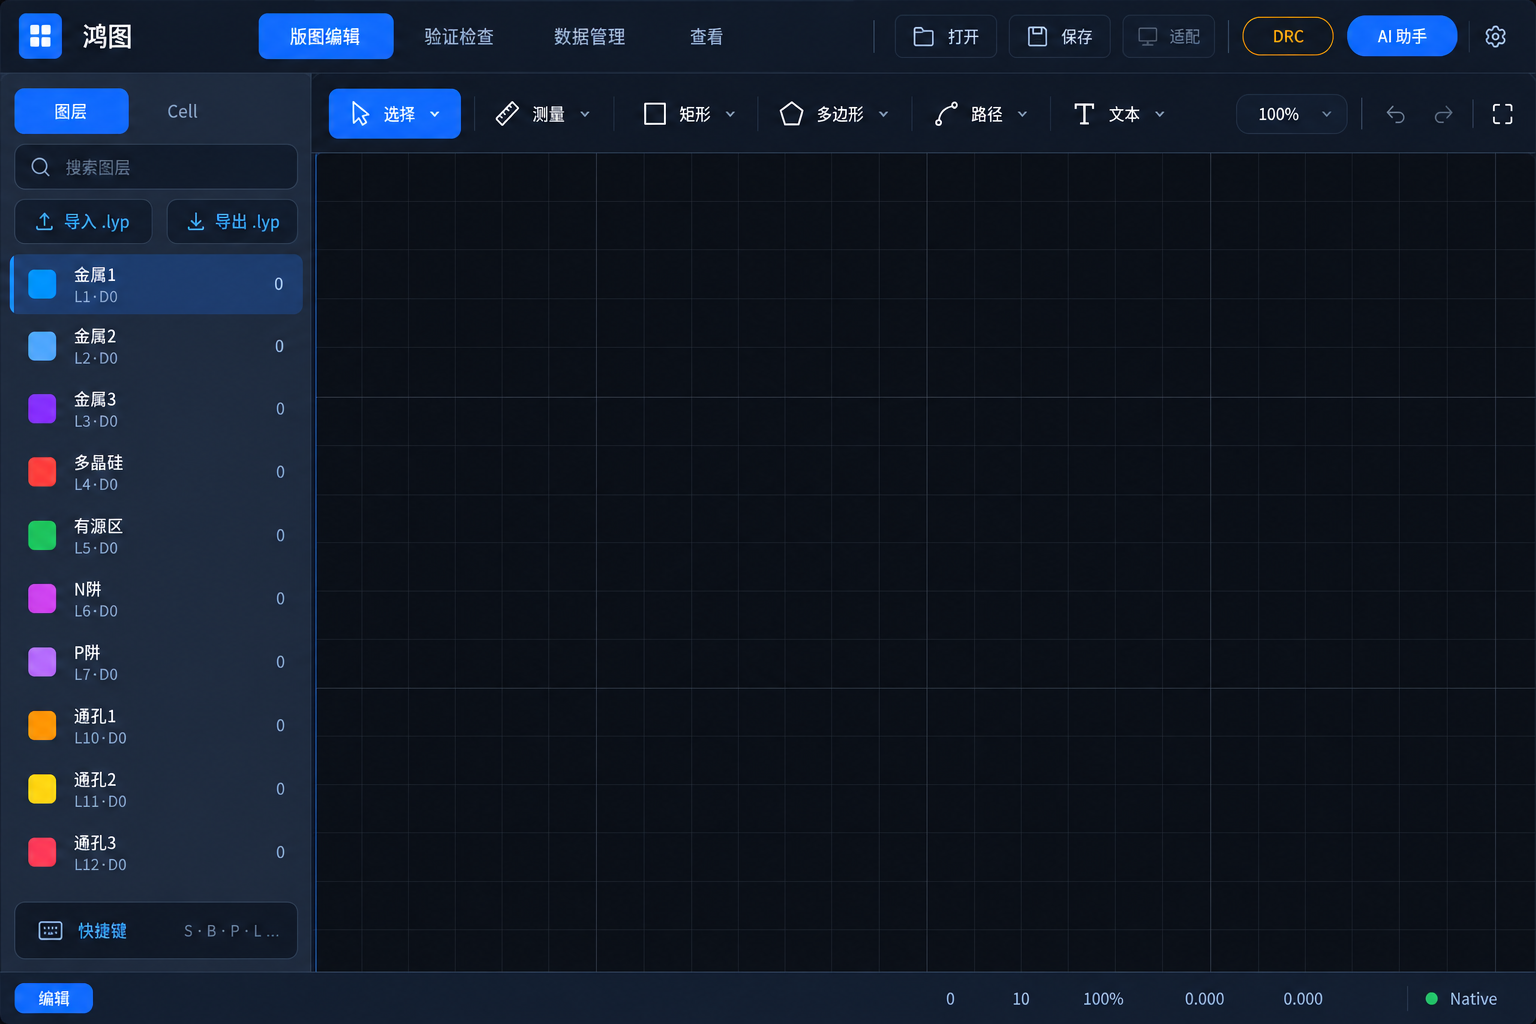 鸿图
版图编辑
验证检查
数据管理
查看
打开
保存
适配
DRC
AI 助手
图层
Cell
选择
测量
矩形
多边形
路径
文本
100%
搜索图层
导入 .lyp
导出 .lyp
金属1
L1·D0
0
金属2
L2·D0
0
金属3
L3·D0
0
多晶硅
L4·D0
0
有源区
L5·D0
0
N阱
L6·D0
0
P阱
L7·D0
0
通孔1
L10·D0
0
通孔2
L11·D0
0
通孔3
L12·D0
0
快捷键
S · B · P · L ...
编辑
0
10
100%
0.000
0.000
Native